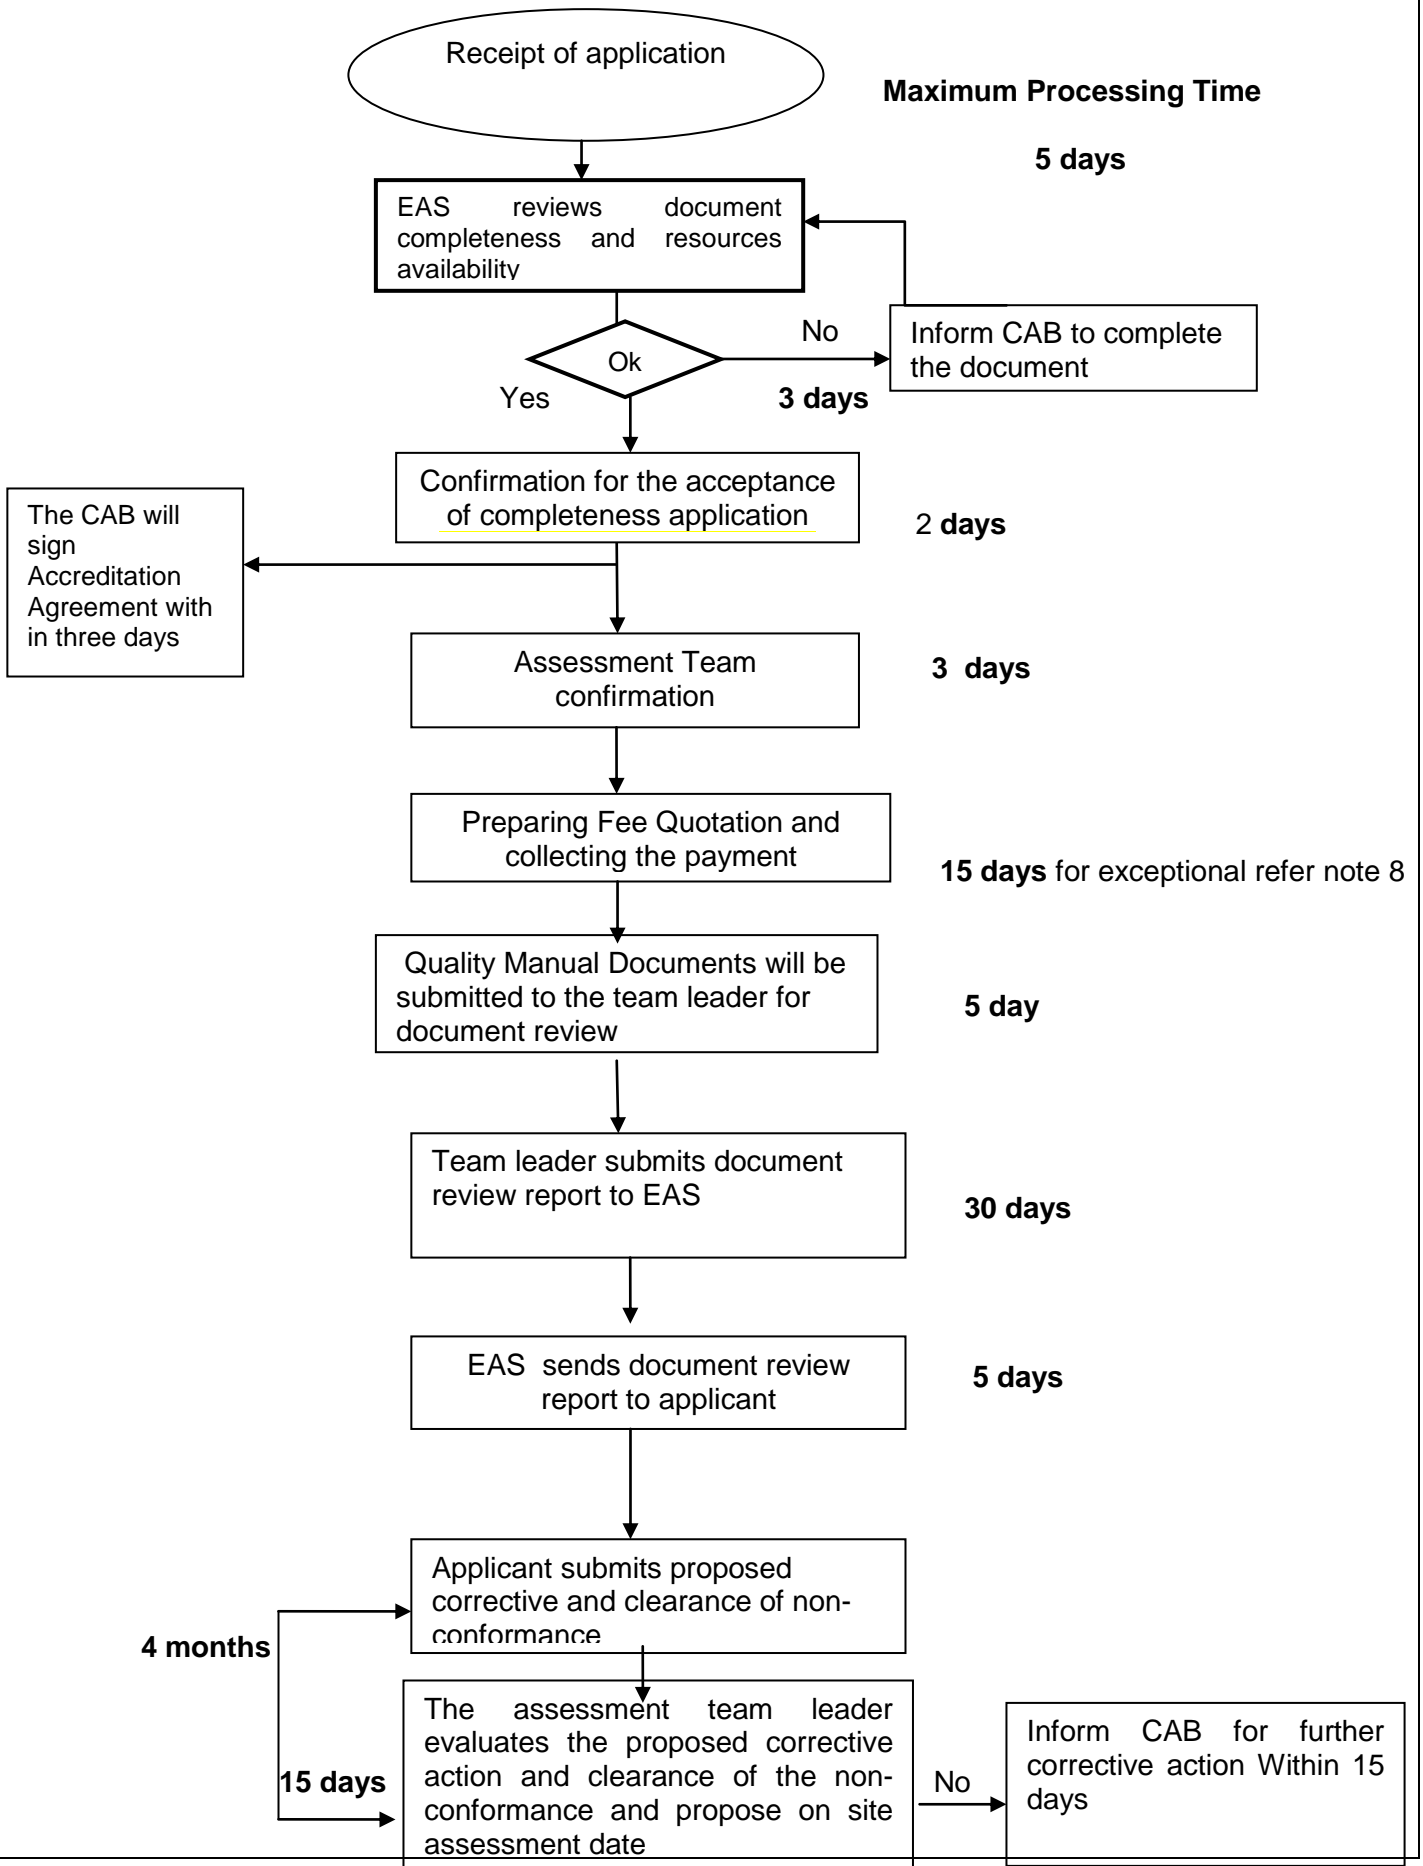 Receipt of application
Maximum Processing Time
5 days
EAS reviews document
completeness and resources
availability
No
Inform CAB to complete
the document
Ok
Yes
3 days
Confirmation for the acceptance
of completeness application
2 days
The CAB will
sign
Accreditation
Agreement with
in three days
Assessment Team
confirmation
3 days
Preparing Fee Quotation and
collecting the payment
15 days for exceptional refer note 8
Quality Manual Documents will be
submitted to the team leader for
document review
5 day
Team leader submits document
review report to EAS
30 days
EAS sends document review
report to applicant
5 days
Applicant submits proposed
corrective and clearance of non-
conformance
4 months
The assessment team leader
evaluates the proposed corrective
action and clearance of the non-
conformance and propose on site
assessment date
15 days
No
Inform CAB for further
corrective action Within 15
days